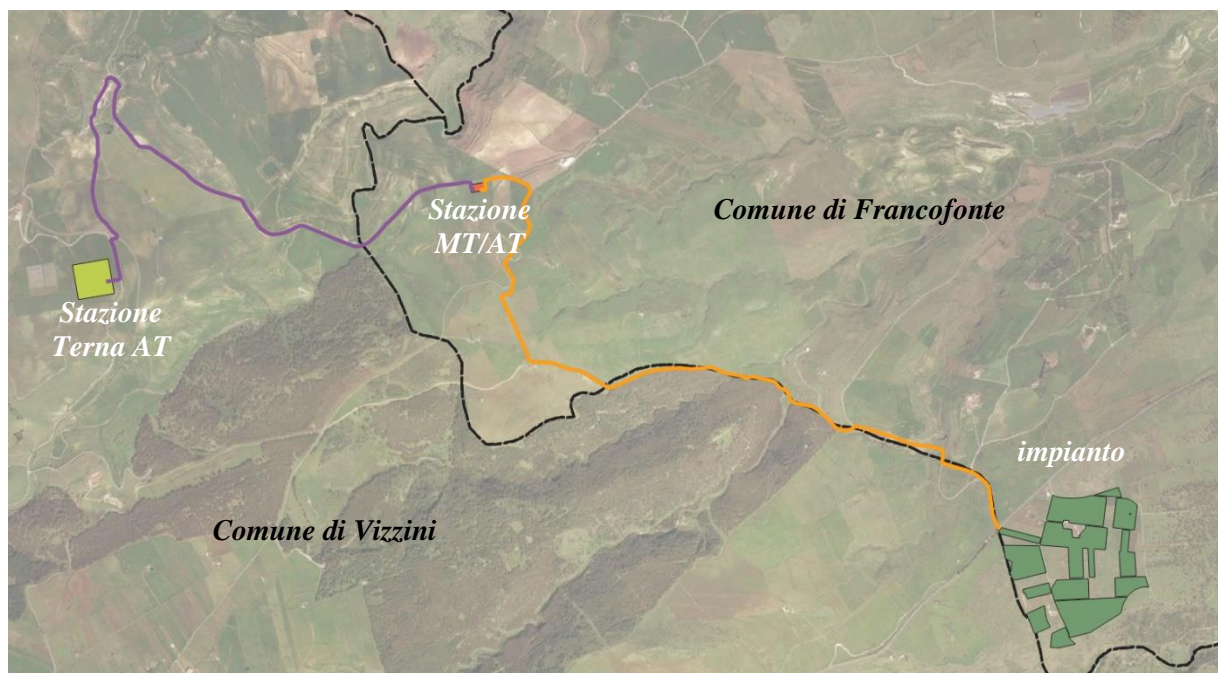 Stazione
MT/AT
Comune di Francofonte
Stazione
Terna AT
impianto
Comune di Vizzini